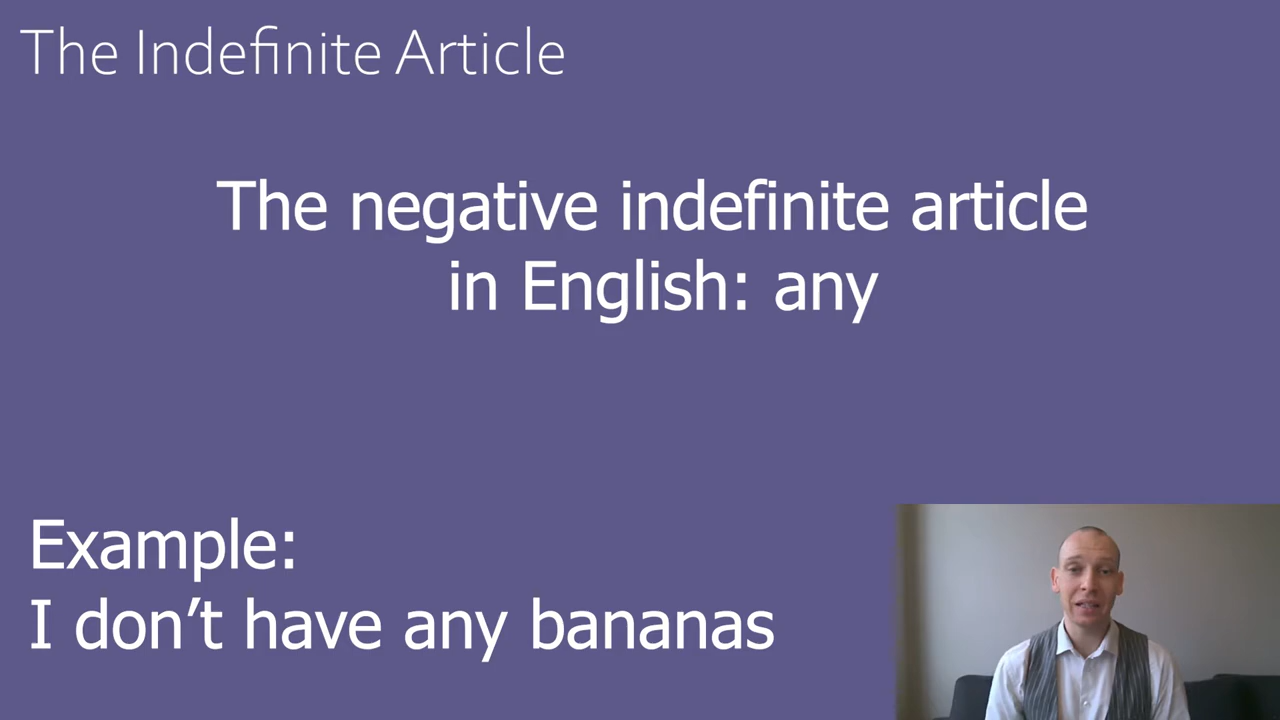 The Indefinite Article
The negative indefinite article
in English: any
Example:
I don’t have any bananas